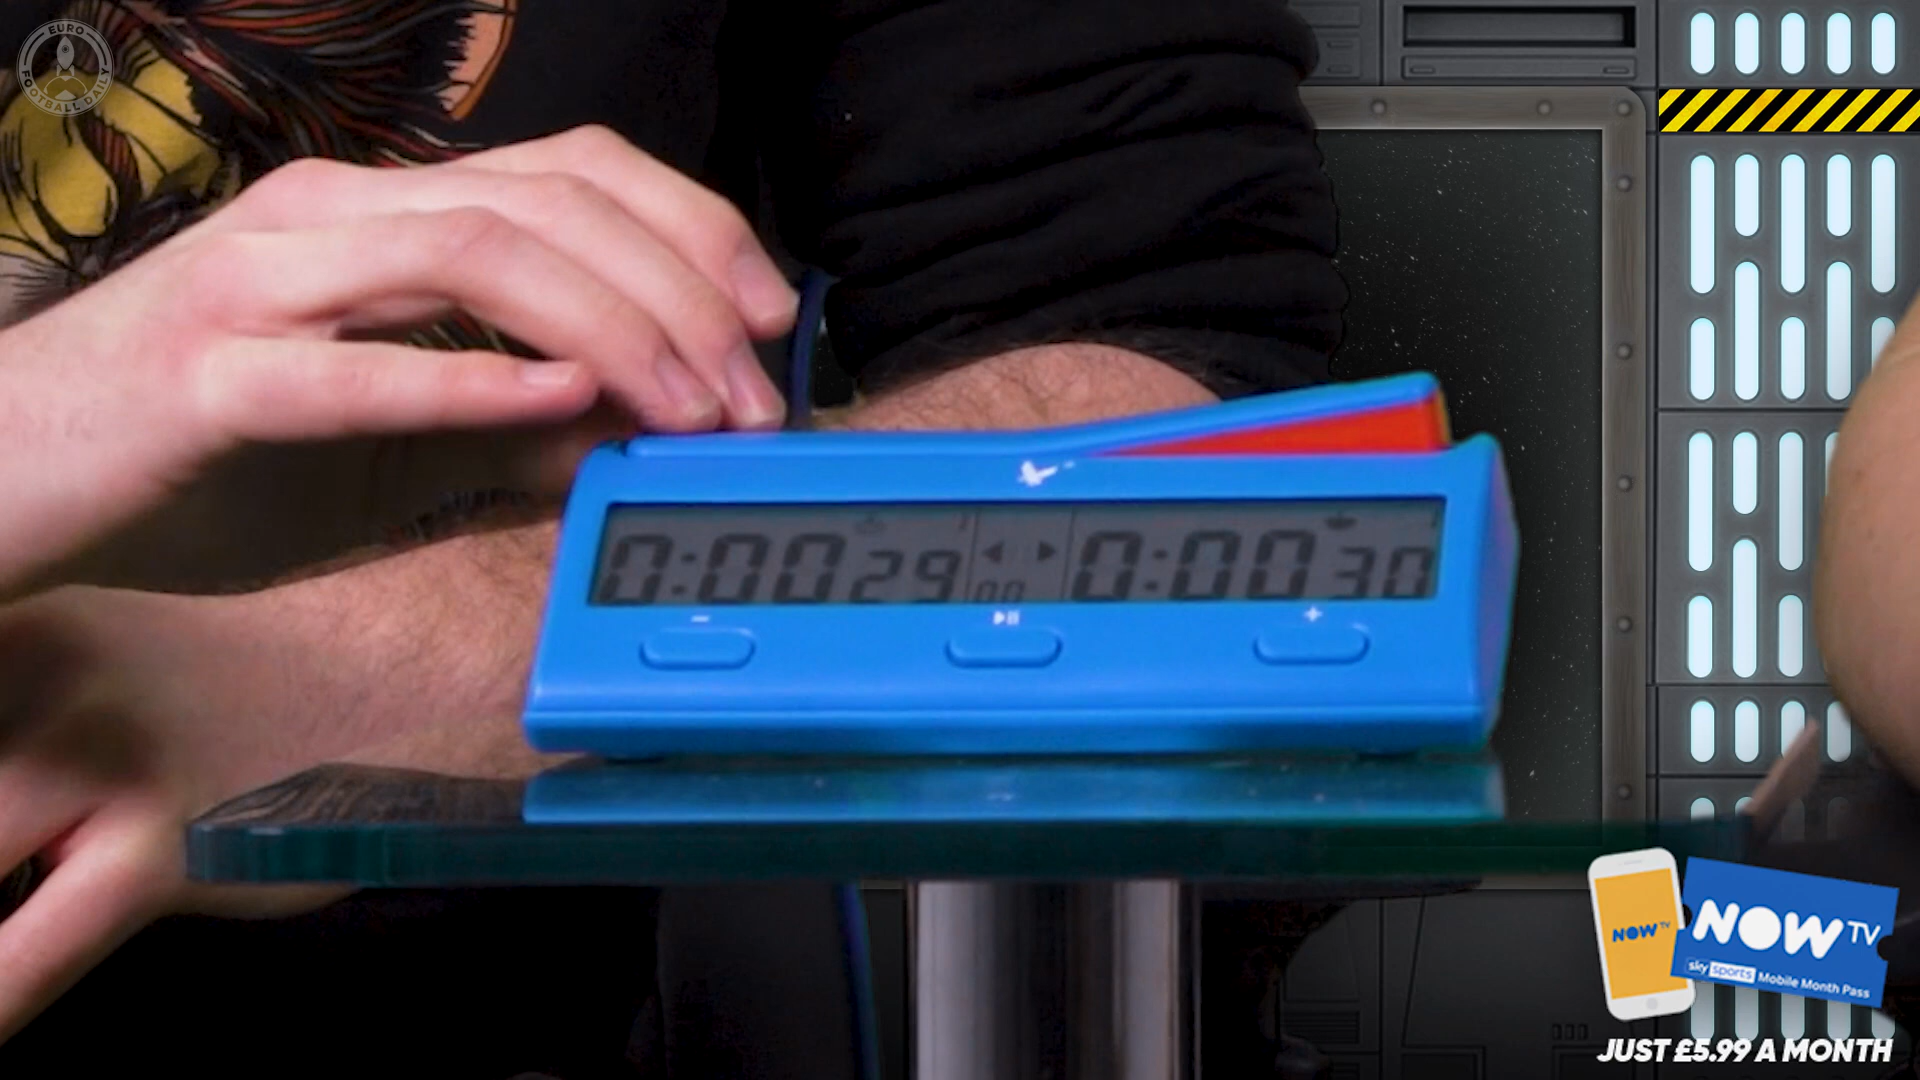 EURO
FOOTBALL DAILY
0:00 29
00
0:00 30
NOW TV
NOW TV
sky sports Mobile Month Pass
JUST £5.99 A MONTH